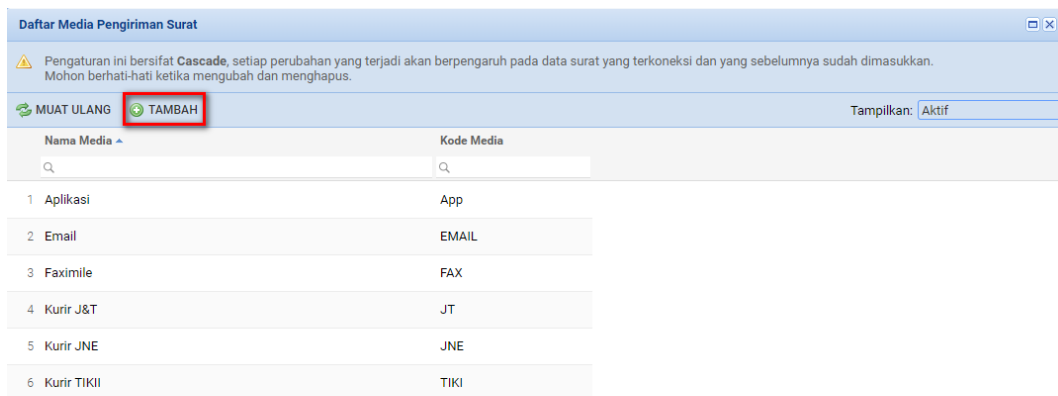 Daftar Media Pengiriman Surat
Pengaturan ini bersifat Cascade, setiap perubahan yang terjadi akan berpengaruh pada data surat yang terkoneksi dan yang sebelumnya sudah dimasukkan.
Mohon berhati-hati ketika mengubah dan menghapus.
MUAT ULANG TAMBAH Tampilkan: Aktif
Nama Media Kode Media
1 Aplikasi App
2 Email EMAIL
3 Faximile FAX
4 Kurir J&T JT
5 Kurir JNE JNE
6 Kurir TIKII TIKI